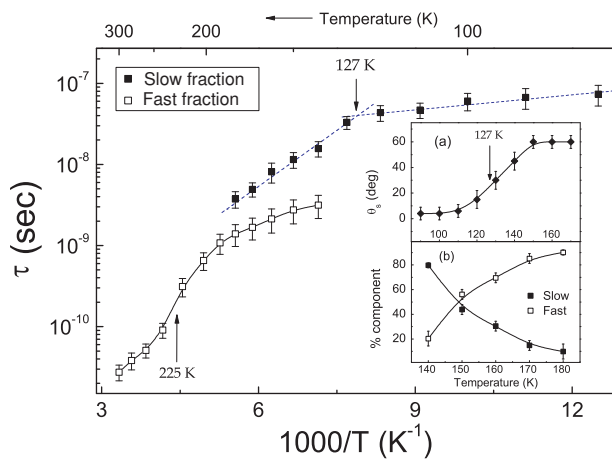 Temperature (K)
300 200 100
Slow fraction
Fast fraction
127 K
225 K
10⁻⁷
10⁻⁸
10⁻⁹
10⁻¹⁰
τ (sec)
3 6 9 12
1000/T (K⁻¹)
(a)
127 K
60
40
20
0
θs (deg)
100 120 140 160
(b)
80
60
40
20
% component
Slow
Fast
140 150 160 170 180
Temperature (K)